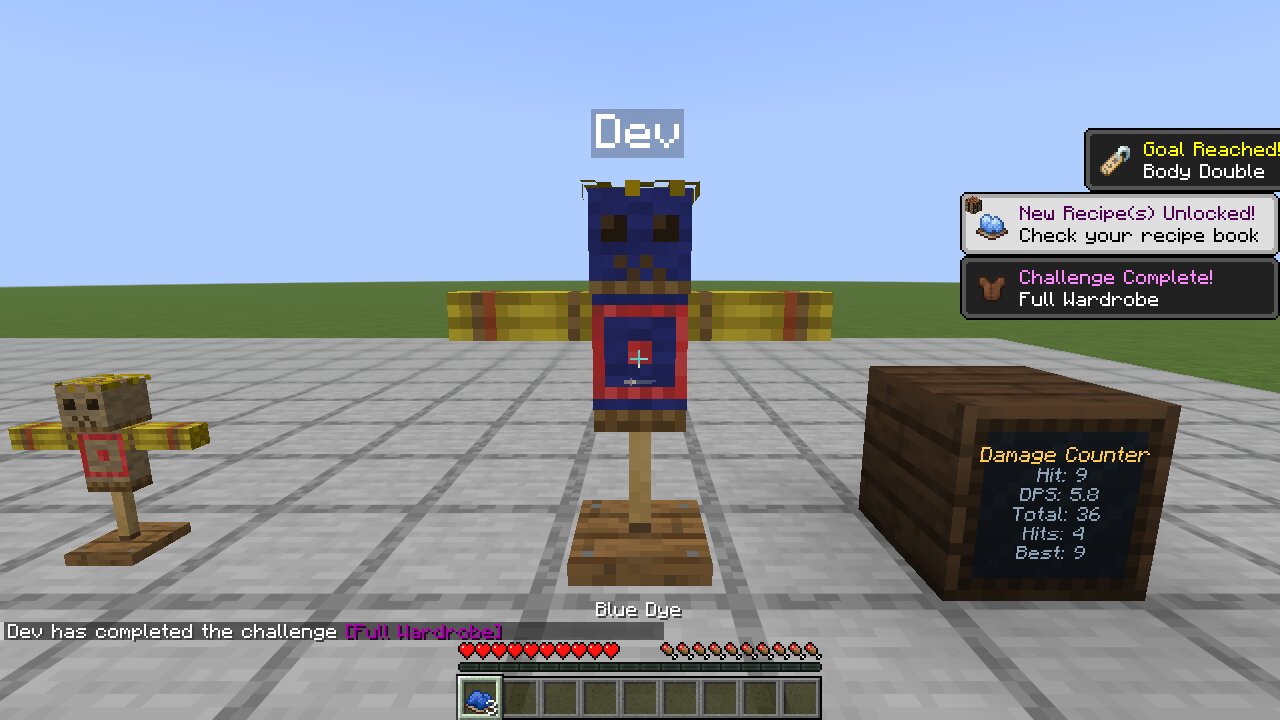 Dev
Goal Reached!
Body Double
New Recipe(s) Unlocked!
Check your recipe book
Challenge Complete!
Full Wardrobe
Damage Counter
Hit: 9
DPS: 5.8
Total: 36
Hits: 4
Best: 9
Blue Dye
Dev has completed the challenge [Full Wardrobe]